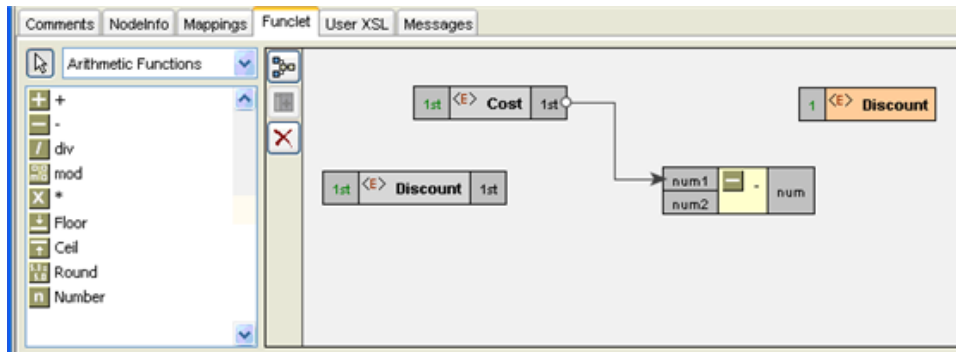 Comments NodeInfo Mappings Funclet User XSL Messages
Arithmetic Functions
+
-
div
mod
*
Floor
Ceil
Round
n Number
1st <E> Cost 1st
1 <E> Discount
1st <E> Discount 1st
num1 - num
num2